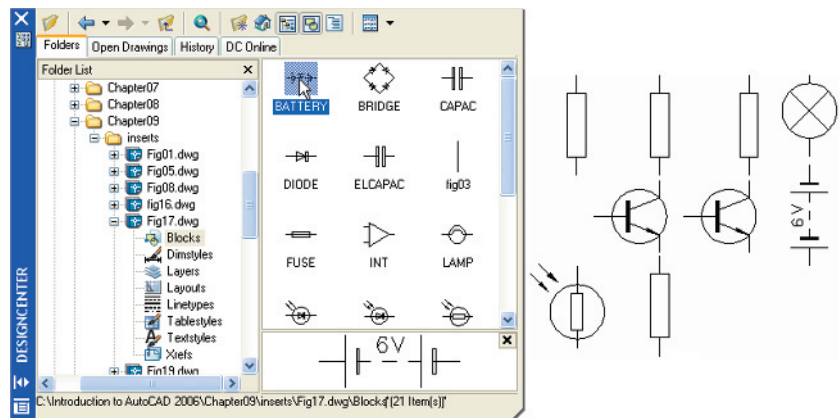 Folders Open Drawings History DC Online
Folder List
Chapter07
Chapter08
Chapter09
inserts
Fig01.dwg
Fig05.dwg
Fig08.dwg
fig16.dwg
Fig17.dwg
Blocks
Dimstyles
Layers
Layouts
Linetypes
Tablestyles
Textstyles
Xrefs
Fig19.dwg
BATTERY BRIDGE CAPAC
DIODE ELCAPAC fig03
FUSE INT LAMP
6V
DESIGNCENTER
C:\Introduction to AutoCAD 2006\Chapter09\inserts\Fig17.dwg\Blocks (21 Item(s))
6V